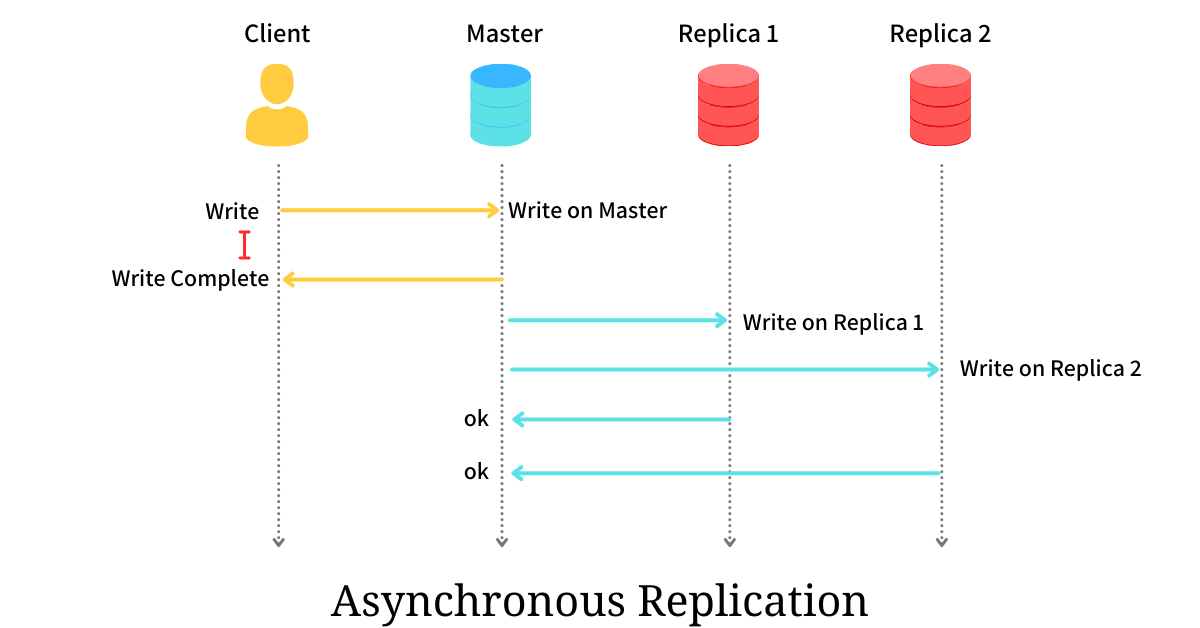 Client
Master
Replica 1
Replica 2
Write
Write on Master
Write Complete
Write on Replica 1
Write on Replica 2
ok
ok
Asynchronous Replication